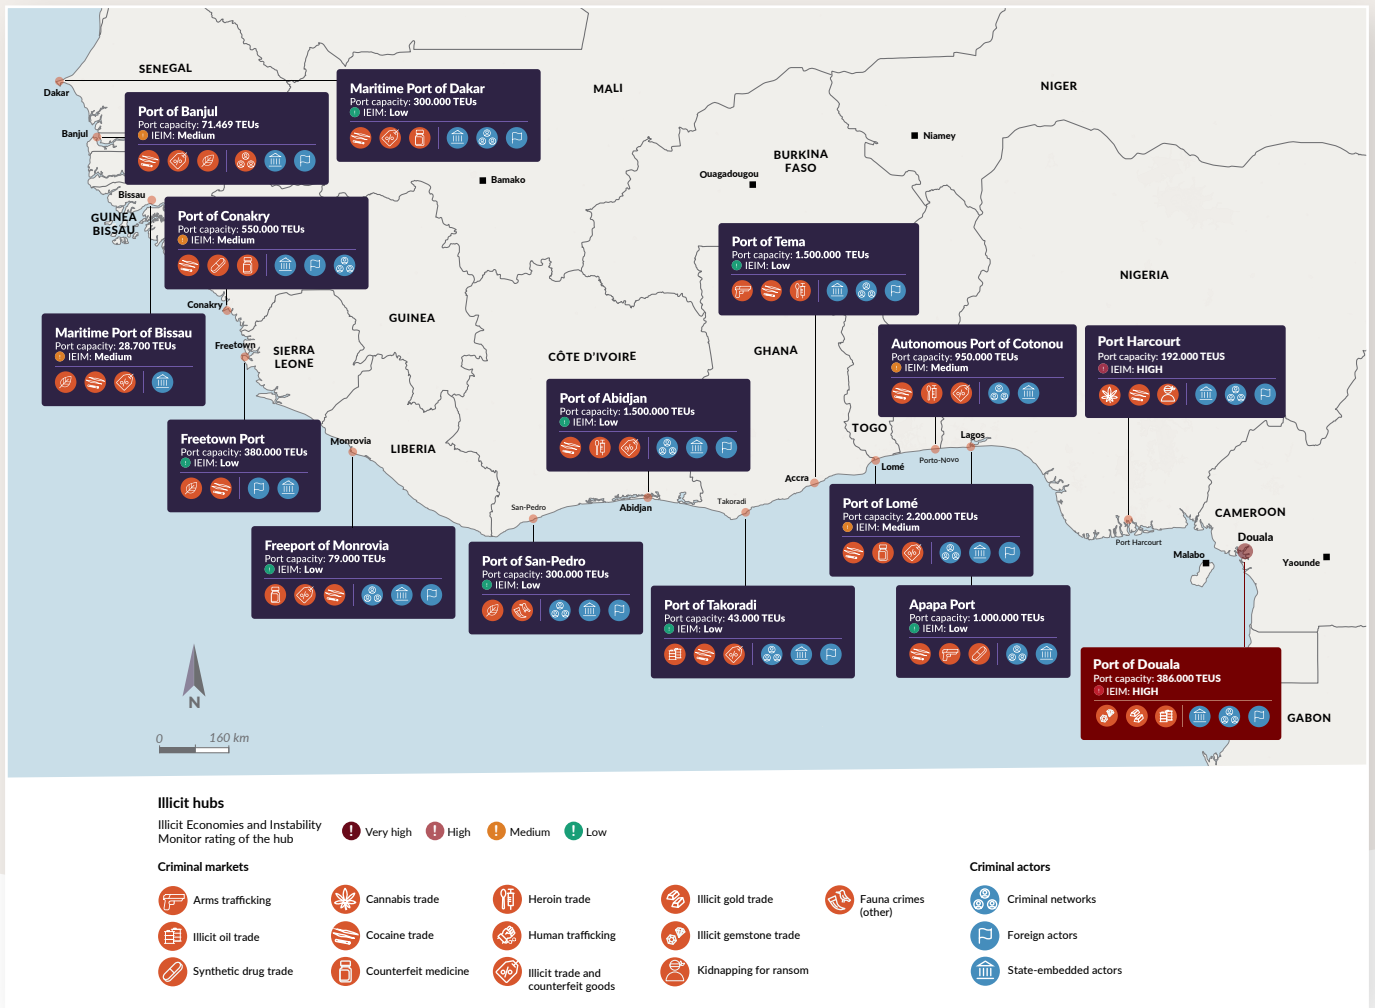 SENEGAL
Dakar
Maritime Port of Dakar
Port capacity: 300.000 TEUs
IEIM: Low
MALI
NIGER
Port of Banjul
Port capacity: 71.469 TEUs
IEIM: Medium
Banjul
Niamey
BURKINA
FASO
Ouagadougou
Bamako
Bissau
GUINEA
BISSAU
Port of Conakry
Port capacity: 550.000 TEUs
IEIM: Medium
Port of Tema
Port capacity: 1.500.000 TEUs
IEIM: Low
NIGERIA
Conakry
GUINEA
Maritime Port of Bissau
Port capacity: 28.700 TEUs
IEIM: Medium
Freetown
SIERRA
LEONE
CÔTE D'IVOIRE
GHANA
Autonomous Port of Cotonou
Port capacity: 950.000 TEUs
IEIM: Medium
Port Harcourt
Port capacity: 192.000 TEUS
IEIM: HIGH
Port of Abidjan
Port capacity: 1.500.000 TEUs
IEIM: Low
TOGO
Freetown Port
Port capacity: 380.000 TEUs
IEIM: Low
Monrovia
LIBERIA
Lagos
Porto-Novo
Lomé
Accra
San-Pedro
Abidjan
Takoradi
Port of Lomé
Port capacity: 2.200.000 TEUs
IEIM: Medium
CAMEROON
Port Harcourt
Douala
Malabo
Yaounde
Freeport of Monrovia
Port capacity: 79.000 TEUs
IEIM: Low
Port of San-Pedro
Port capacity: 300.000 TEUs
IEIM: Low
Port of Takoradi
Port capacity: 43.000 TEUs
IEIM: Low
Apapa Port
Port capacity: 1.000.000 TEUs
IEIM: Low
Port of Douala
Port capacity: 386.000 TEUS
IEIM: HIGH
GABON
N
0 160 km
Illicit hubs
Illicit Economies and Instability
Monitor rating of the hub
! Very high
! High
! Medium
! Low
Criminal markets
Criminal actors
Arms trafficking
Cannabis trade
Heroin trade
Illicit gold trade
Fauna crimes
(other)
Criminal networks
Illicit oil trade
Cocaine trade
Human trafficking
Illicit gemstone trade
Foreign actors
Synthetic drug trade
Counterfeit medicine
Illicit trade and
counterfeit goods
Kidnapping for ransom
State-embedded actors